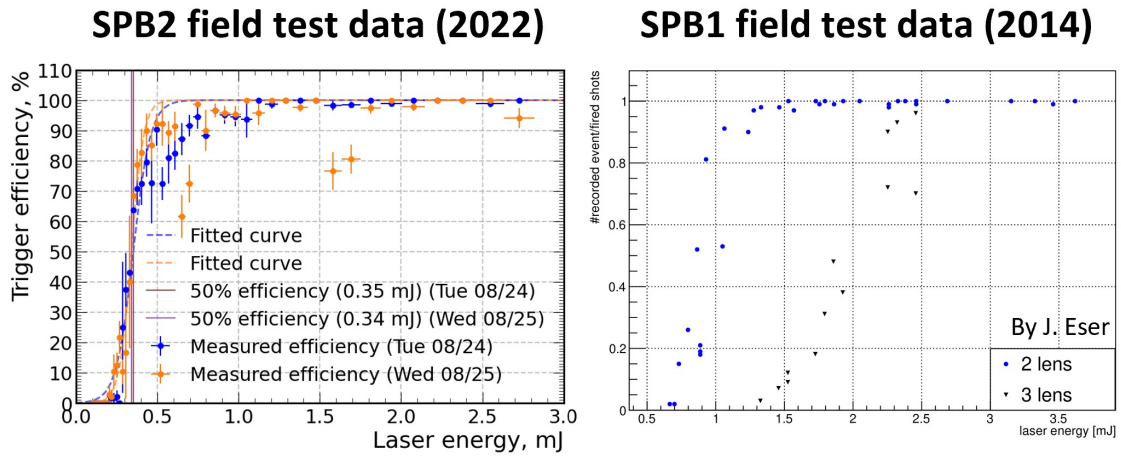 SPB2 field test data (2022)
110
100
90
80
70
60
50
40
30
20
10
0
Trigger efficiency, %
Fitted curve
Fitted curve
50% efficiency (0.35 mJ) (Tue 08/24)
50% efficiency (0.34 mJ) (Wed 08/25)
Measured efficiency (Tue 08/24)
Measured efficiency (Wed 08/25)
0.0 0.5 1.0 1.5 2.0 2.5 3.0
Laser energy, mJ
SPB1 field test data (2014)
#recorded event/fired shots
1
0.8
0.6
0.4
0.2
0
By J. Eser
2 lens
3 lens
0.5 1 1.5 2 2.5 3 3.5
laser energy [mJ]